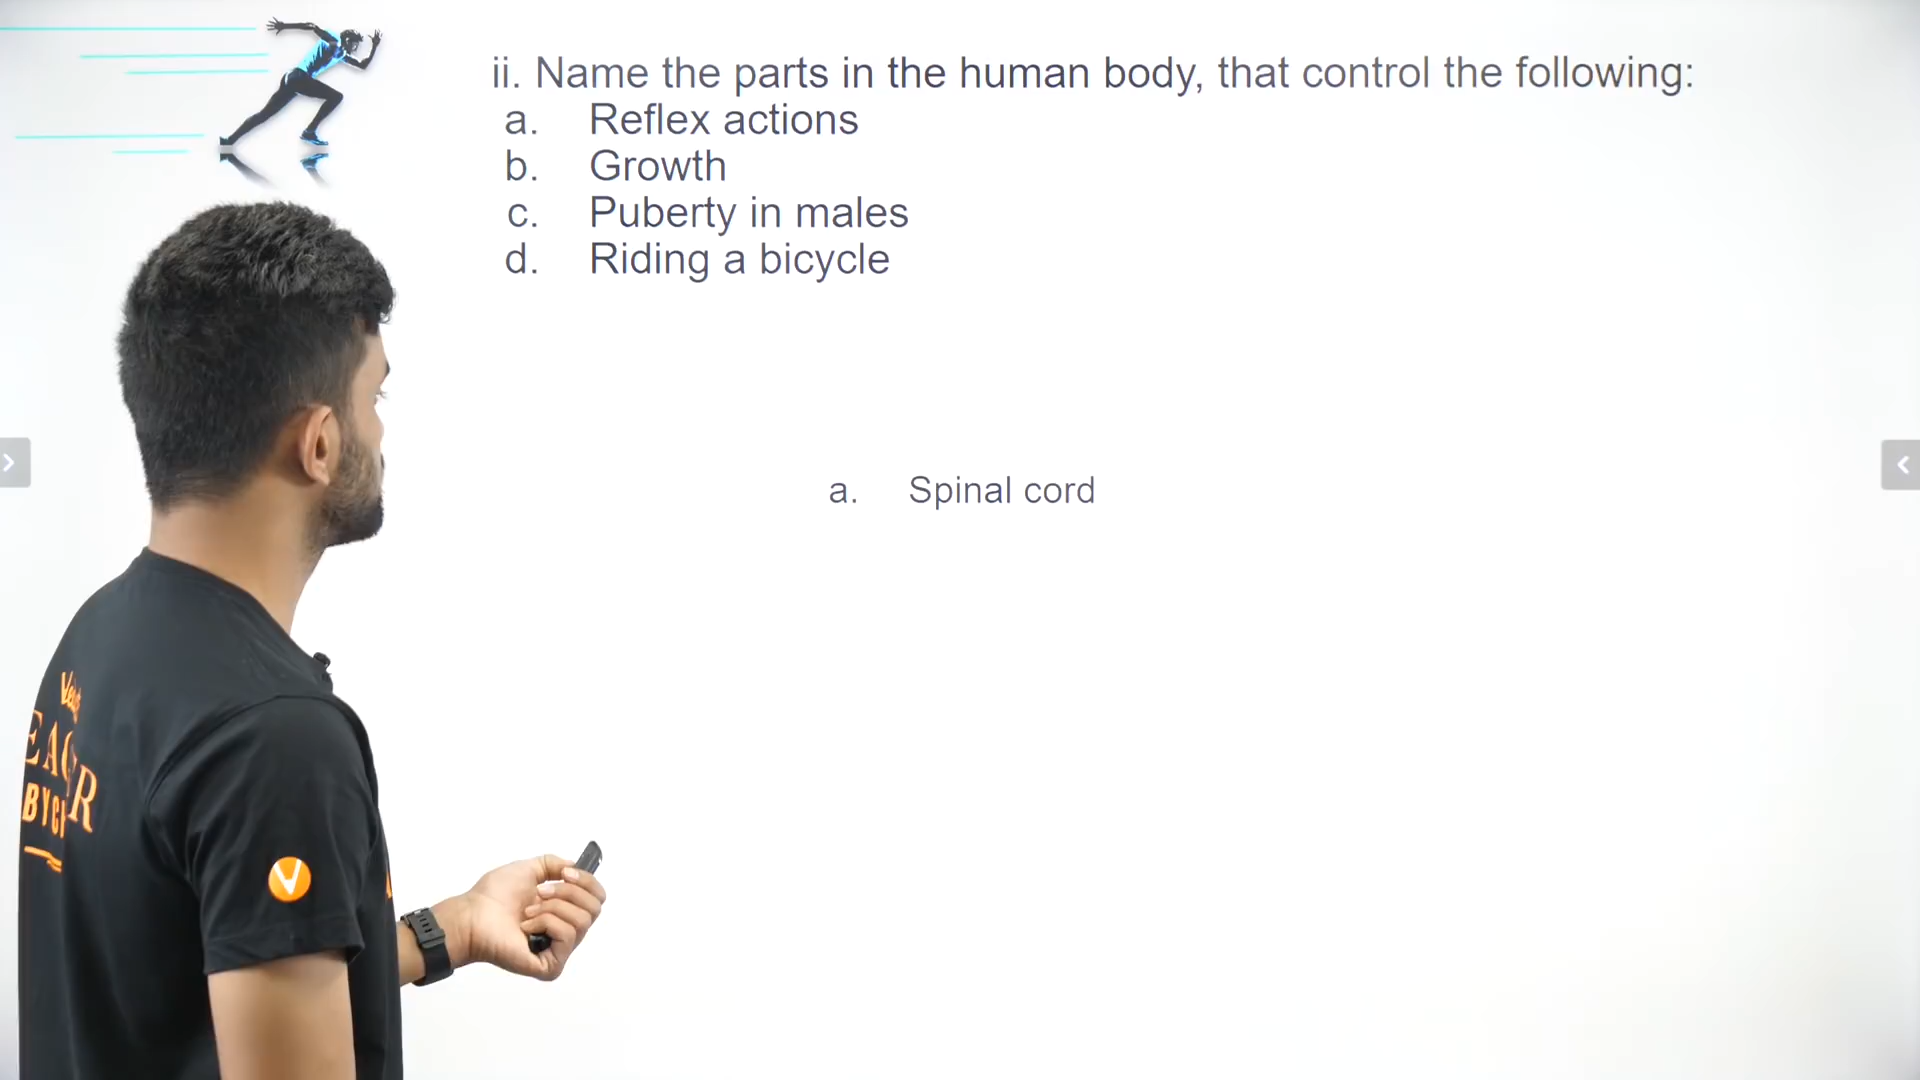 ii. Name the parts in the human body, that control the following:
a. Reflex actions
b. Growth
c. Puberty in males
d. Riding a bicycle
a. Spinal cord
V